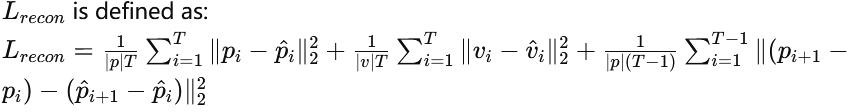 $L_{recon}$ is defined as:
$L_{recon} = \frac{1}{|p|T} \sum_{i=1}^{T} \|p_i - \hat{p}_i\|_2^2 + \frac{1}{|v|T} \sum_{i=1}^{T} \|v_i - \hat{v}_i\|_2^2 + \frac{1}{|p|(T-1)} \sum_{i=1}^{T-1} \|(p_{i+1} -$
$p_i) - (\hat{p}_{i+1} - \hat{p}_i)\|_2^2$